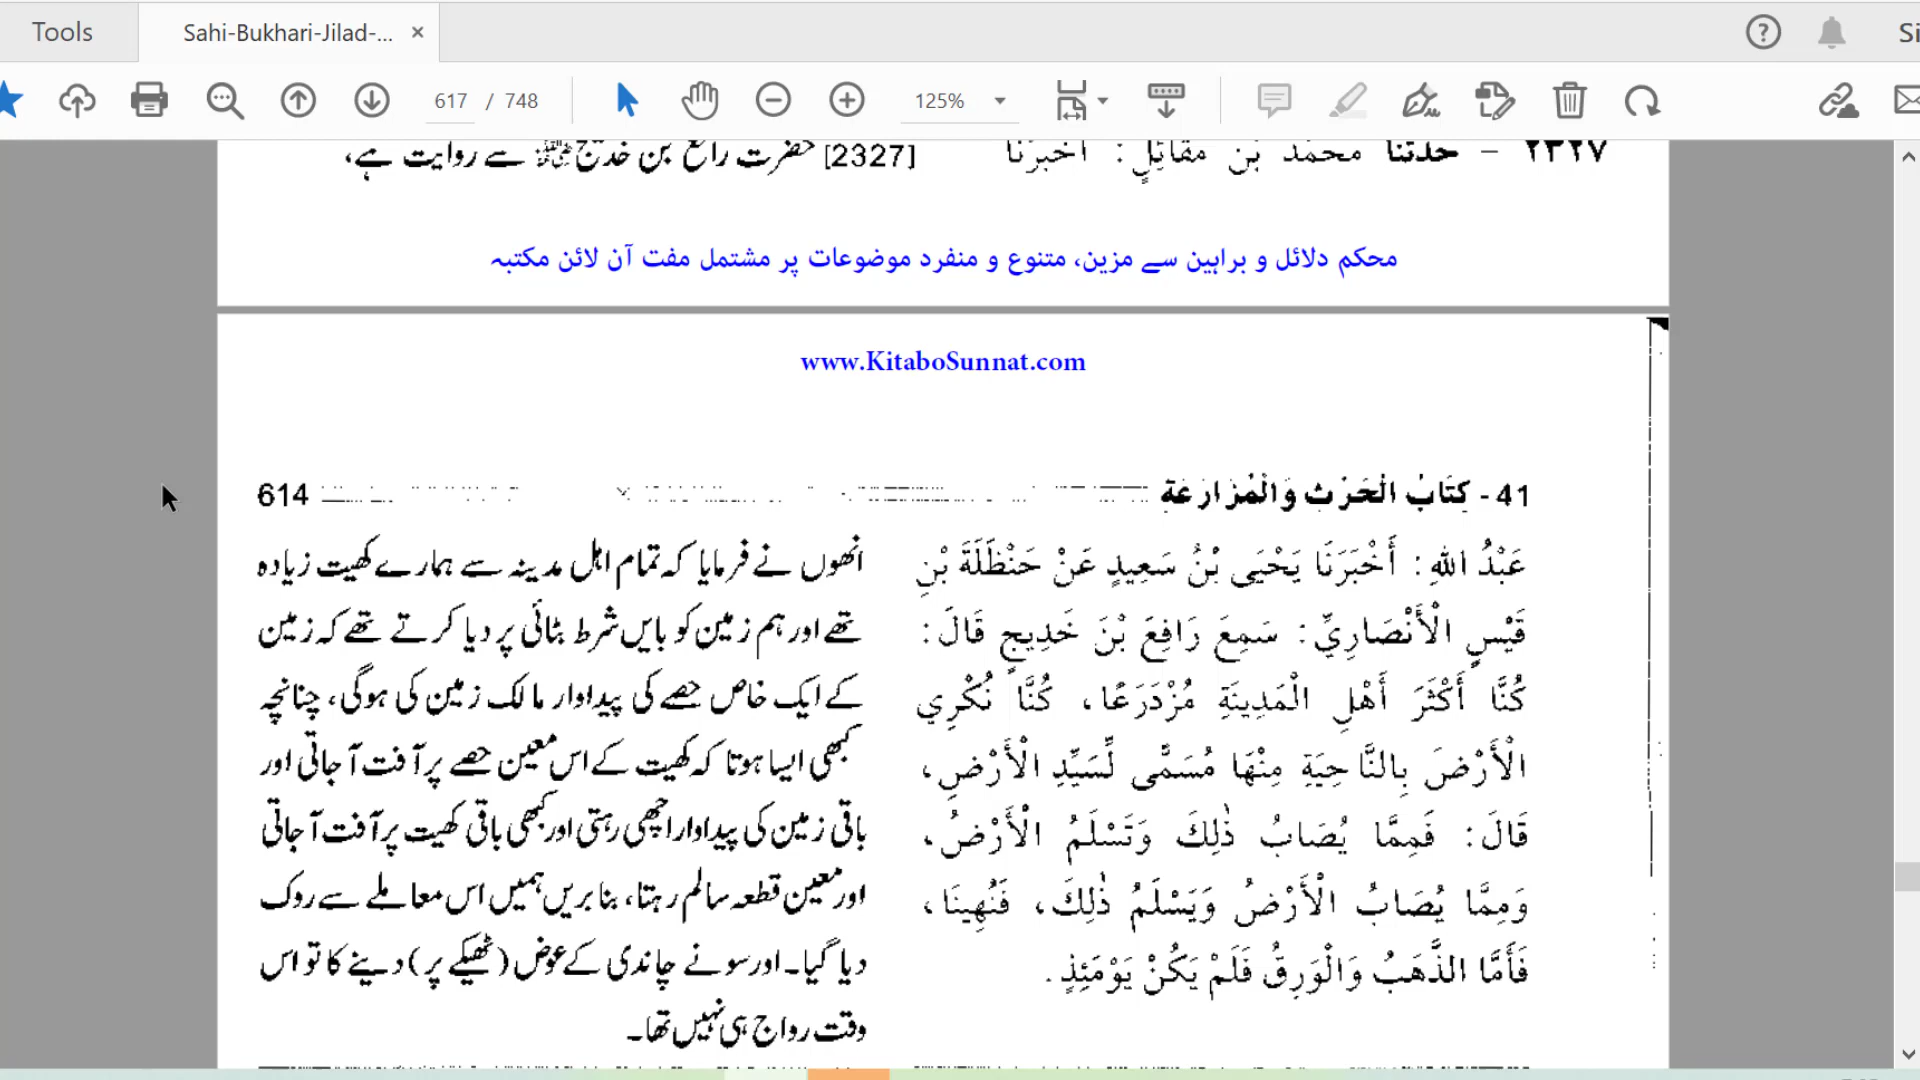 Tools
Sahi-Bukhari-Jilad-...
Si
617 / 748
125%
٢٣٢٧ - حدثنا محمد بن مقاتل : أخبرنا
[2327] حضرت رافع بن خدیج رضی اللہ عنہ سے روایت ہے،
محکم دلائل و براہین سے مزین، متنوع و منفرد موضوعات پر مشتمل مفت آن لائن مکتبہ
www.KitaboSunnat.com
41 - كِتَابُ الْحَرْثِ وَالْمُزَارَعَةِ
614
عَبْدُ اللهِ: أَخْبَرَنَا يَحْيَى بْنُ سَعِيدٍ عَنْ حَنْظَلَةَ بْنِ
قَيْسٍ الْأَنْصَارِيِّ: سَمِعَ رَافِعَ بْنَ خَدِيجٍ قَالَ:
كُنَّا أَكْثَرَ أَهْلِ الْمَدِينَةِ مُزْدَرَعًا، كُنَّا نُكْرِي
الْأَرْضَ بِالنَّاحِيَةِ مِنْهَا مُسَمًّى لِّسَيِّدِ الْأَرْضِ،
قَالَ: فَمِمَّا يُصَابُ ذٰلِكَ وَتَسْلَمُ الْأَرْضُ،
وَمِمَّا يُصَابُ الْأَرْضُ وَيَسْلَمُ ذٰلِكَ، فَنُهِينَا،
فَأَمَّا الذَّهَبُ وَالْوَرِقُ فَلَمْ يَكُنْ يَوْمَئِذٍ.
انھوں نے فرمایا کہ تمام اہل مدینہ سے ہمارے کھیت زیادہ
تھے اور ہم زمین کو بایں شرط بٹائی پر دیا کرتے تھے کہ زمین
کے ایک خاص حصے کی پیداوار مالک زمین کی ہوگی، چنانچہ
کبھی ایسا ہوتا کہ کھیت کے اس معین حصے پر آفت آجاتی اور
باقی زمین کی پیداوار اچھی رہتی اور کبھی باقی کھیت پر آفت آجاتی
اور معین قطعہ سالم رہتا، بنا بریں ہمیں اس معاملے سے روک
دیا گیا۔ اور سونے چاندی کے عوض (ٹھیکے پر) دینے کا تو اس
وقت رواج ہی نہیں تھا۔